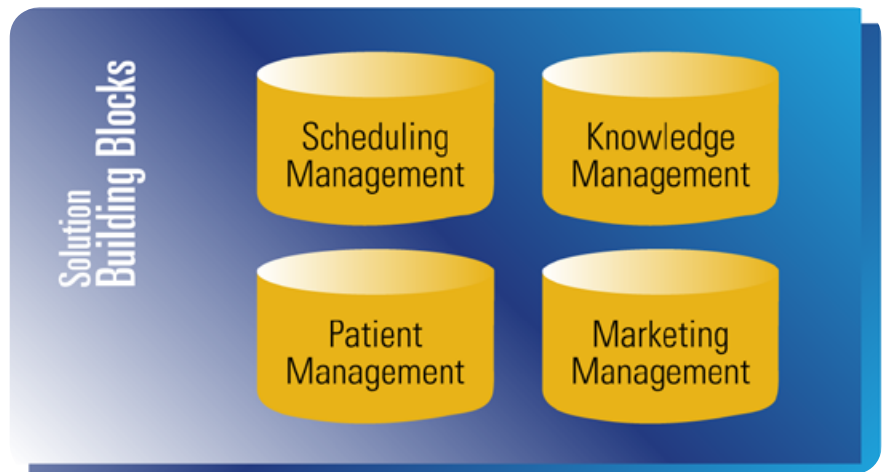 Solution
Building Blocks
Scheduling
Management
Knowledge
Management
Patient
Management
Marketing
Management